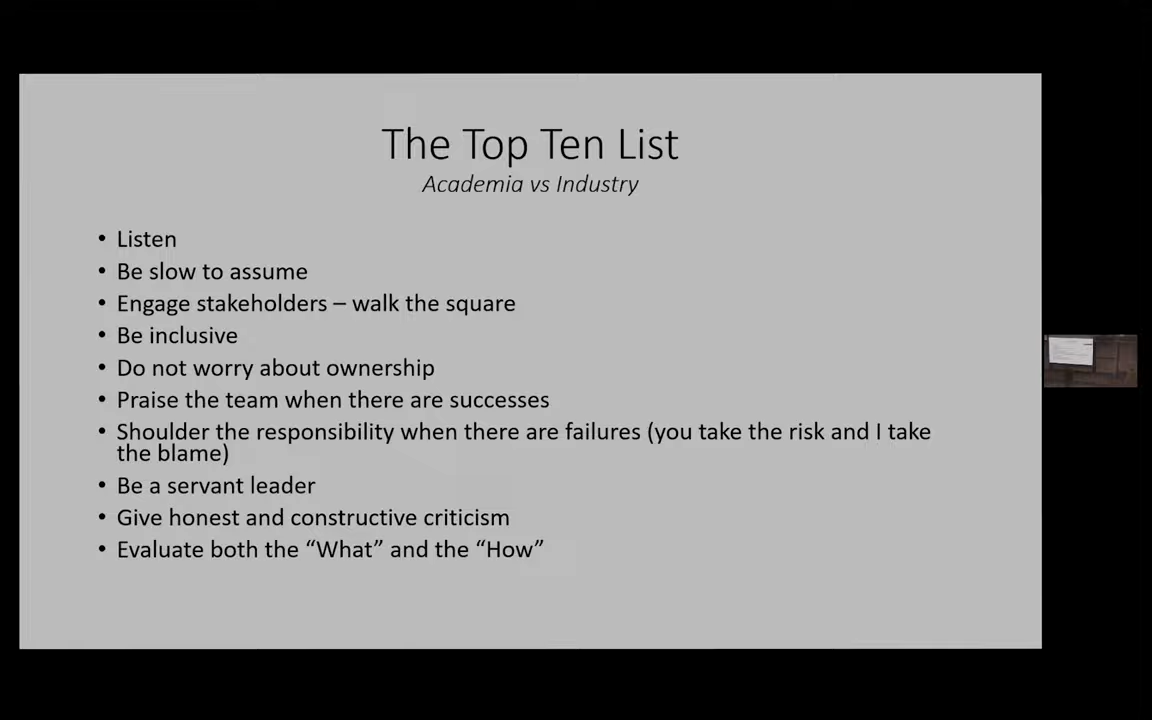 The Top Ten List
Academia vs Industry
• Listen
• Be slow to assume
• Engage stakeholders – walk the square
• Be inclusive
• Do not worry about ownership
• Praise the team when there are successes
• Shoulder the responsibility when there are failures (you take the risk and I take
the blame)
• Be a servant leader
• Give honest and constructive criticism
• Evaluate both the “What” and the “How”